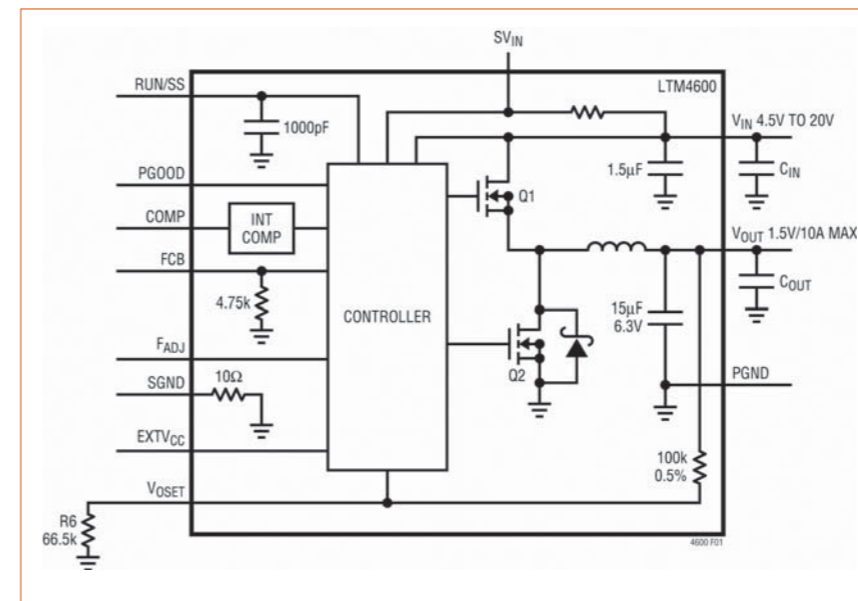 SVIN
RUN/SS
LTM4600
1000pF
VIN 4.5V TO 20V
1.5µF
CIN
PGOOD
Q1
COMP
INT
COMP
VOUT 1.5V/10A MAX
FCB
COUT
4.75k
CONTROLLER
15µF
6.3V
FADJ
Q2
10Ω
SGND
PGND
EXTVCC
100k
0.5%
VOSET
R6
66.5k
4600 F01